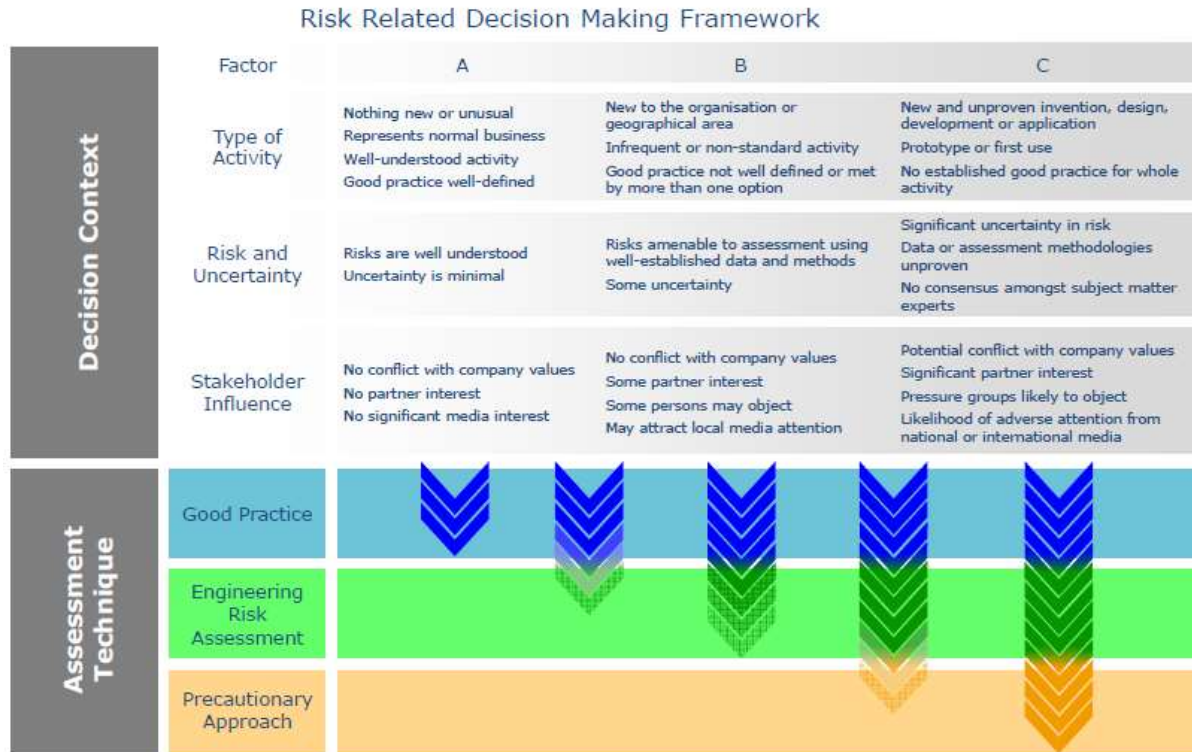 Risk Related Decision Making Framework
Decision Context
Factor
A
B
C
Type of
Activity
Nothing new or unusual
Represents normal business
Well-understood activity
Good practice well-defined
New to the organisation or
geographical area
Infrequent or non-standard activity
Good practice not well defined or met
by more than one option
New and unproven invention, design,
development or application
Prototype or first use
No established good practice for whole
activity
Risk and
Uncertainty
Risks are well understood
Uncertainty is minimal
Risks amenable to assessment using
well-established data and methods
Some uncertainty
Significant uncertainty in risk
Data or assessment methodologies
unproven
No consensus amongst subject matter
experts
Stakeholder
Influence
No conflict with company values
No partner interest
No significant media interest
No conflict with company values
Some partner interest
Some persons may object
May attract local media attention
Potential conflict with company values
Significant partner interest
Pressure groups likely to object
Likelihood of adverse attention from
national or international media
Assessment
Technique
Good Practice
Engineering
Risk
Assessment
Precautionary
Approach